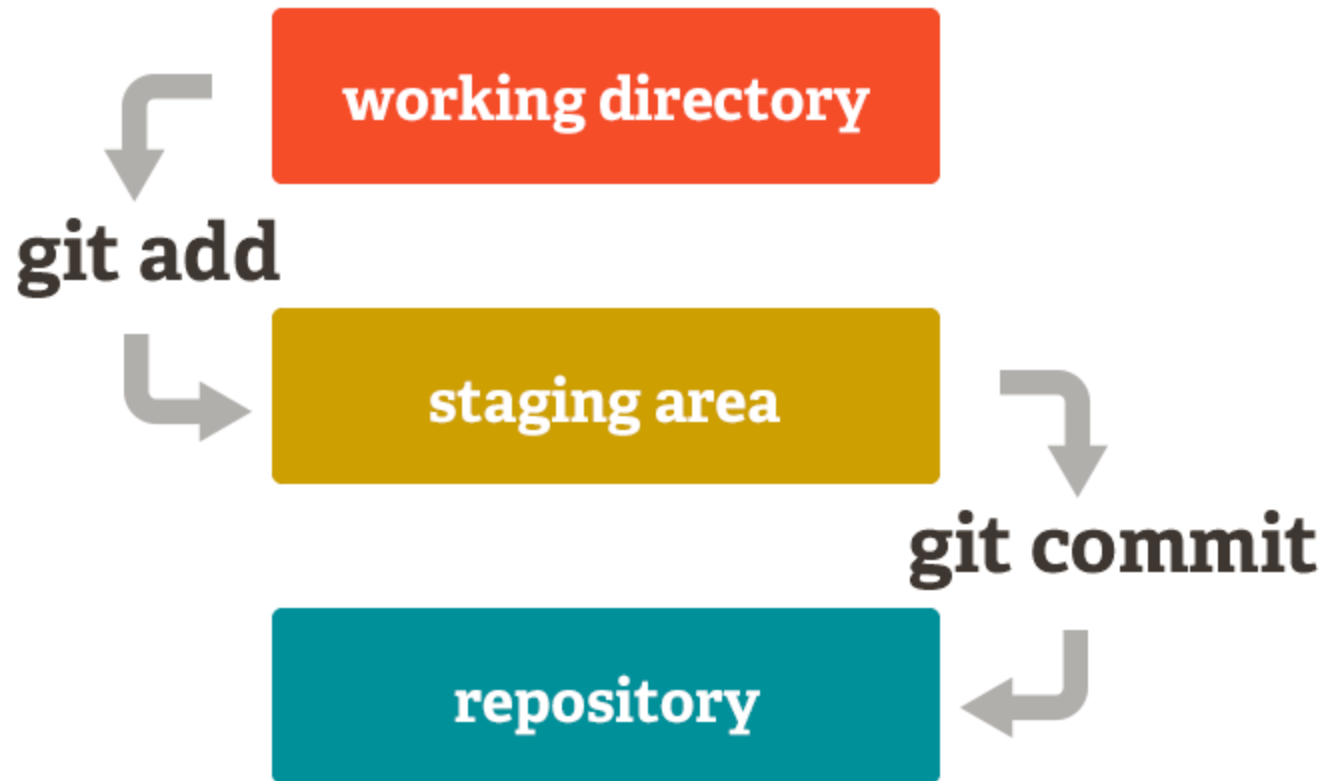 working directory
git add
staging area
git commit
repository